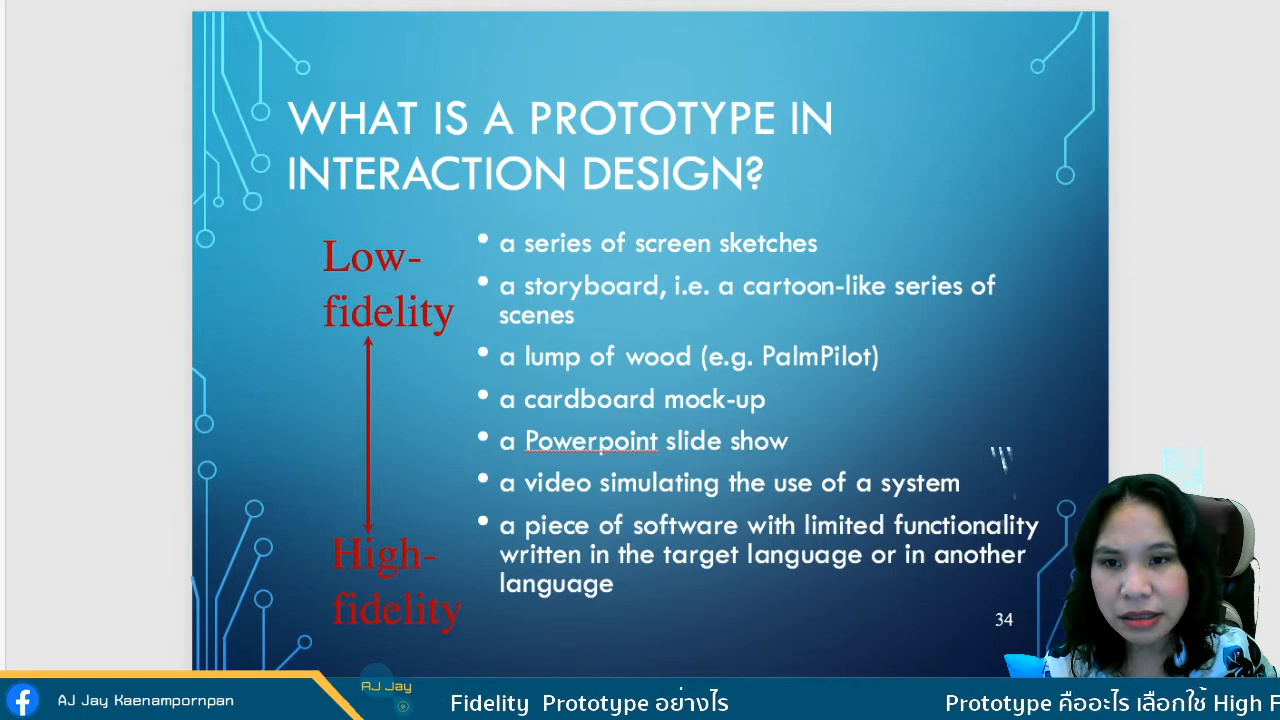 WHAT IS A PROTOTYPE IN
INTERACTION DESIGN?
Low-
fidelity
High-
fidelity
• a series of screen sketches
• a storyboard, i.e. a cartoon-like series of
scenes
• a lump of wood (e.g. PalmPilot)
• a cardboard mock-up
• a Powerpoint slide show
• a video simulating the use of a system
• a piece of software with limited functionality
written in the target language or in another
language
34
AJ Jay Kaenampornpan
AJ Jay
Fidelity Prototype อย่างไร
Prototype คืออะไร เลือกใช้ High F